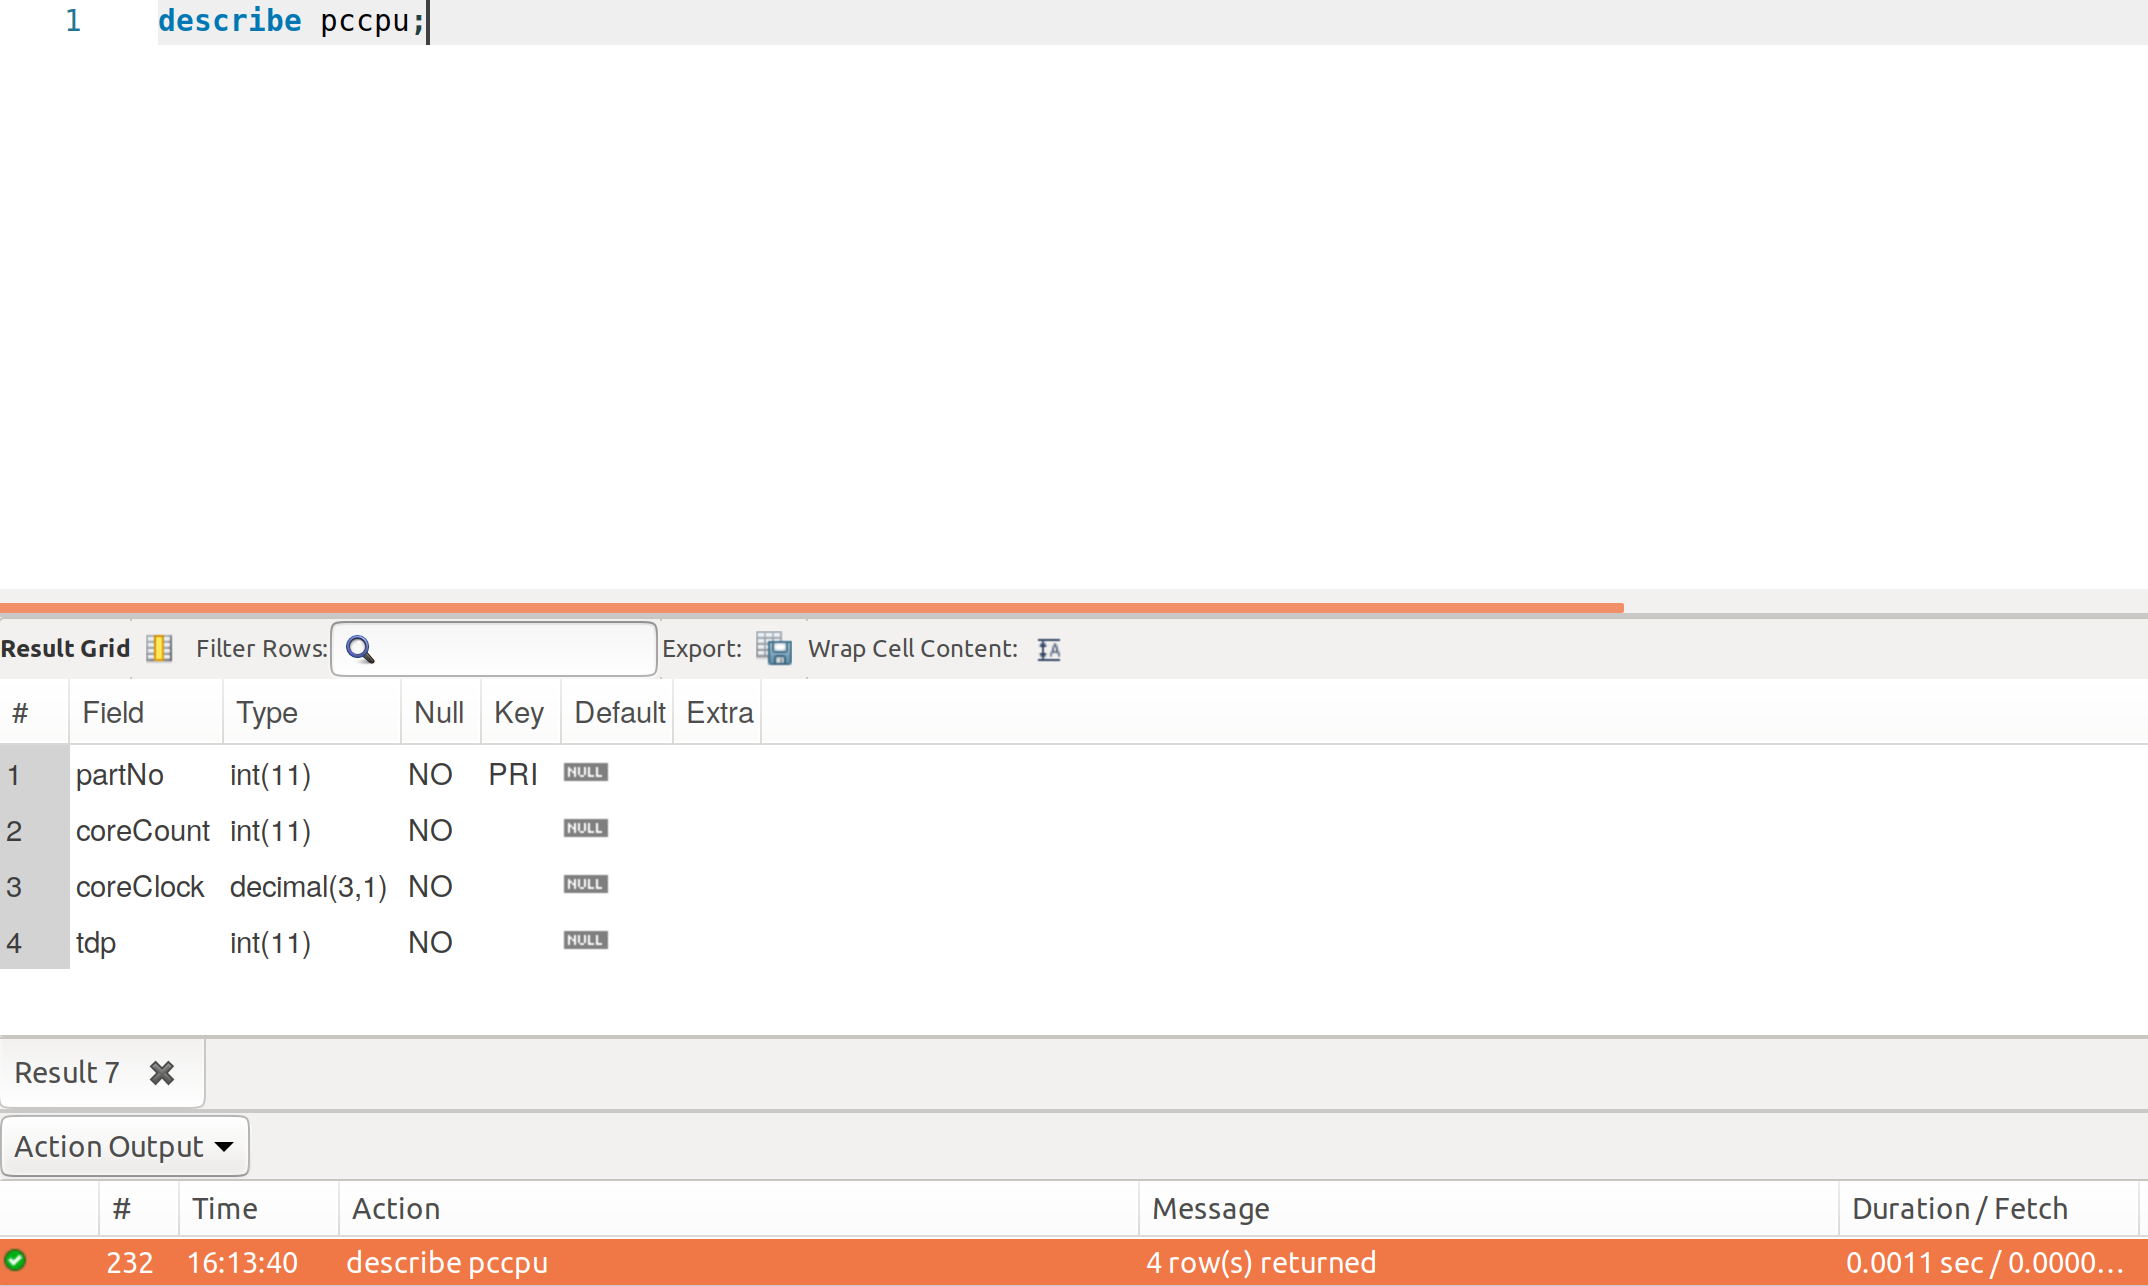 1 describe pccpu;
Result Grid Filter Rows: Export: Wrap Cell Content:
# Field Type Null Key Default Extra
1 partNo int(11) NO PRI NULL
2 coreCount int(11) NO NULL
3 coreClock decimal(3,1) NO NULL
4 tdp int(11) NO NULL
Result 7
Action Output
# Time Action Message Duration / Fetch
232 16:13:40 describe pccpu 4 row(s) returned 0.0011 sec / 0.0000...